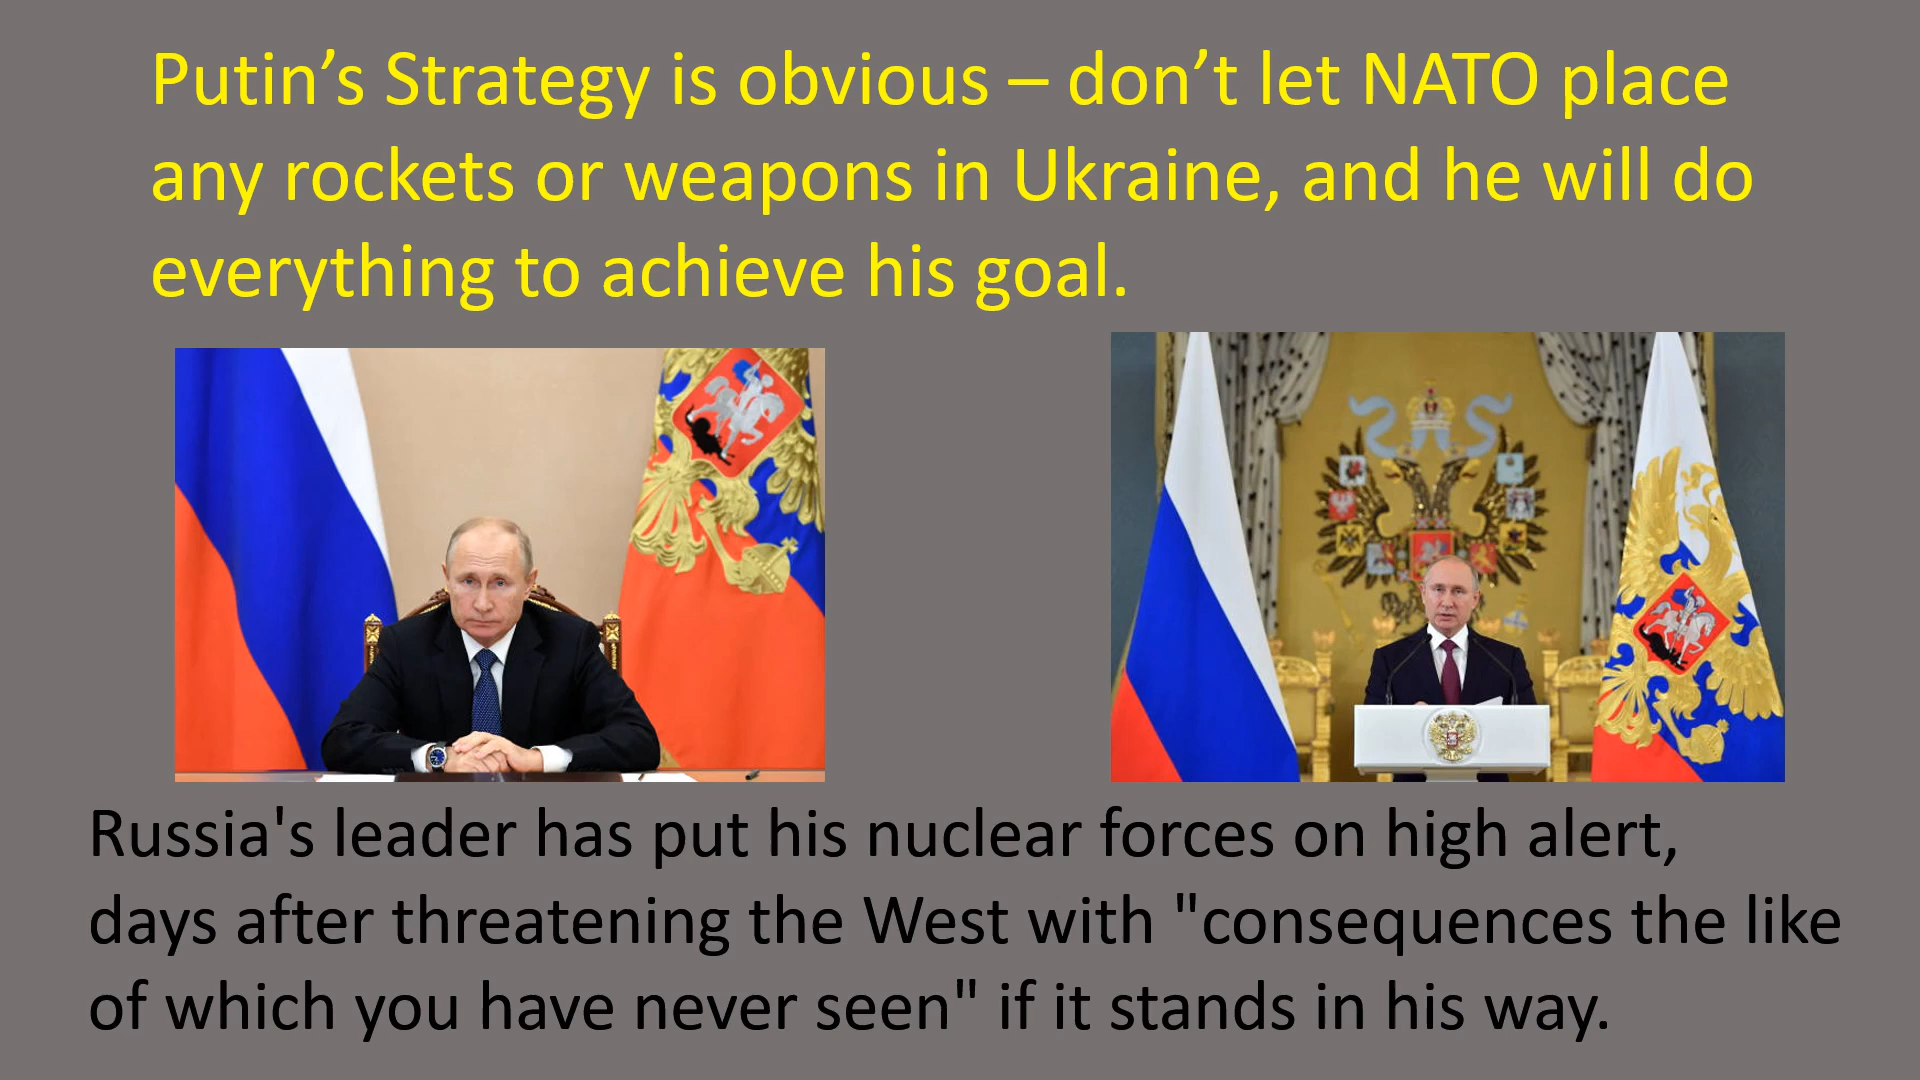 Putin’s Strategy is obvious – don’t let NATO place
any rockets or weapons in Ukraine, and he will do
everything to achieve his goal.
Russia's leader has put his nuclear forces on high alert,
days after threatening the West with "consequences the like
of which you have never seen" if it stands in his way.